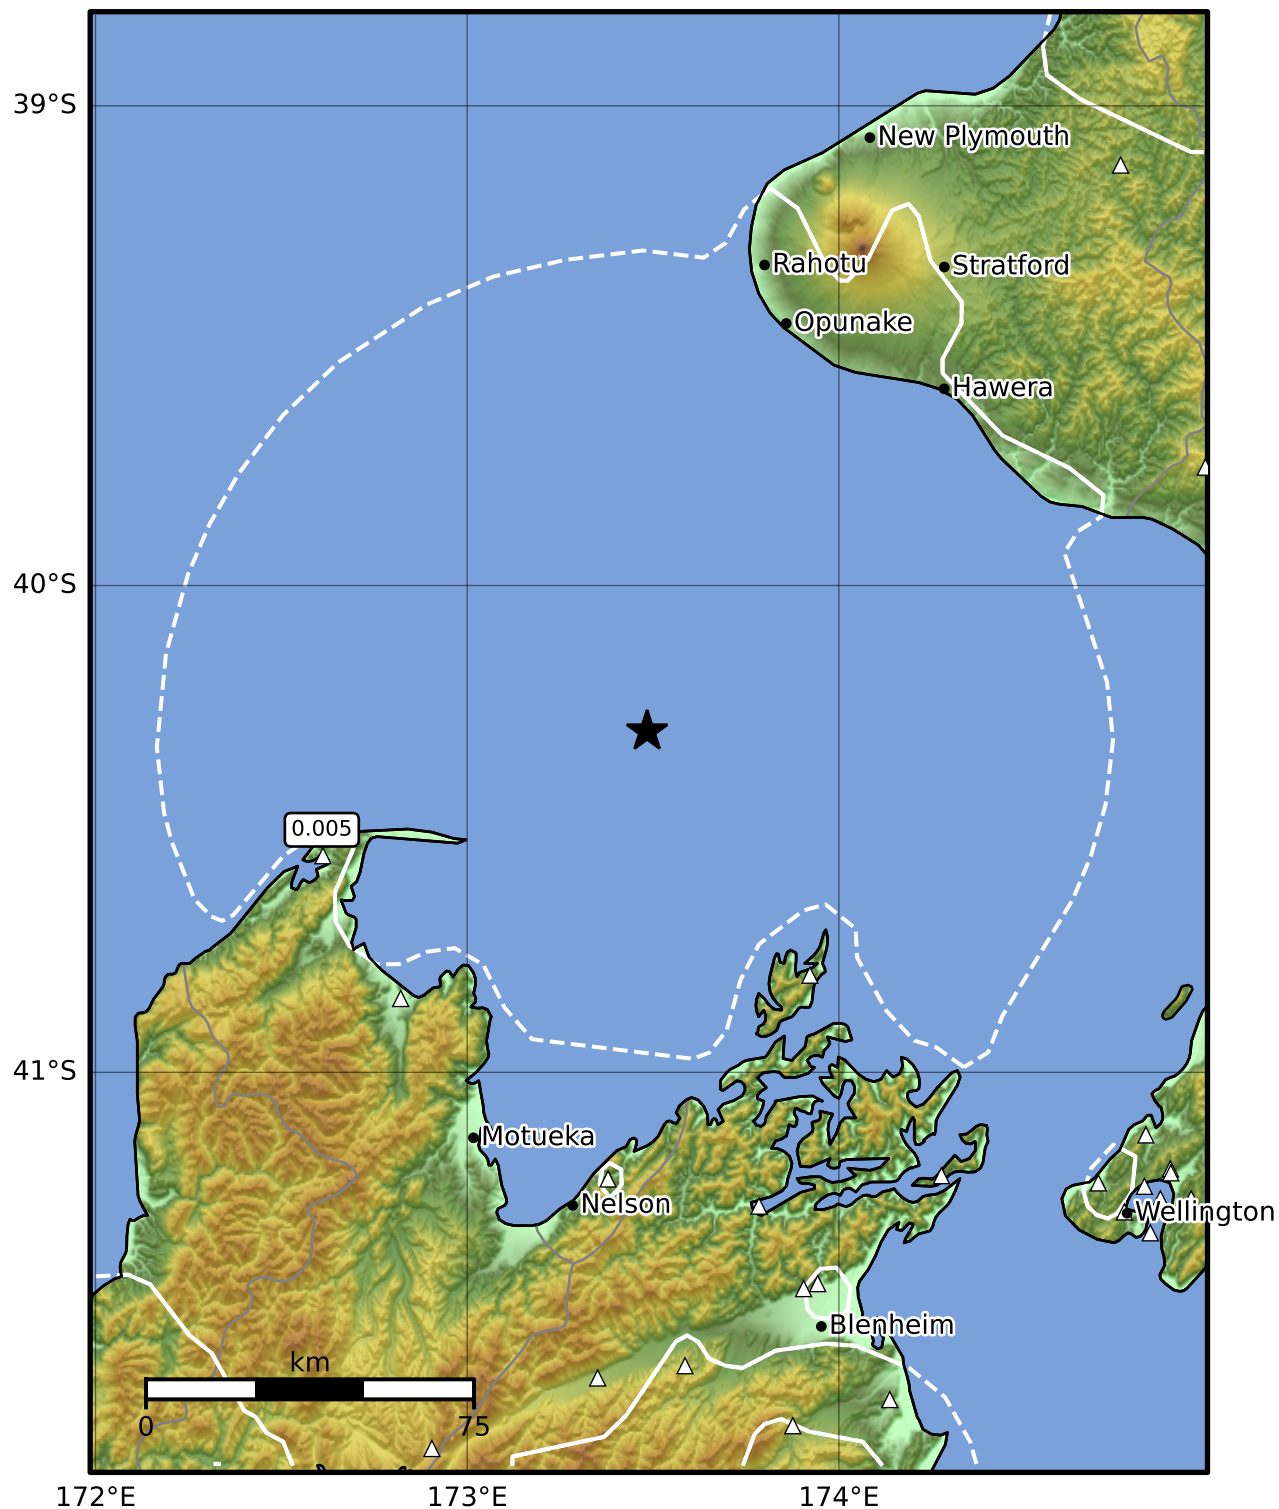 39°S
New Plymouth
Rahotu
Stratford
Opunake
Hawera
40°S
0.005
41°S
Motueka
Nelson
Wellington
Blenheim
km
0
75
172°E
173°E
174°E